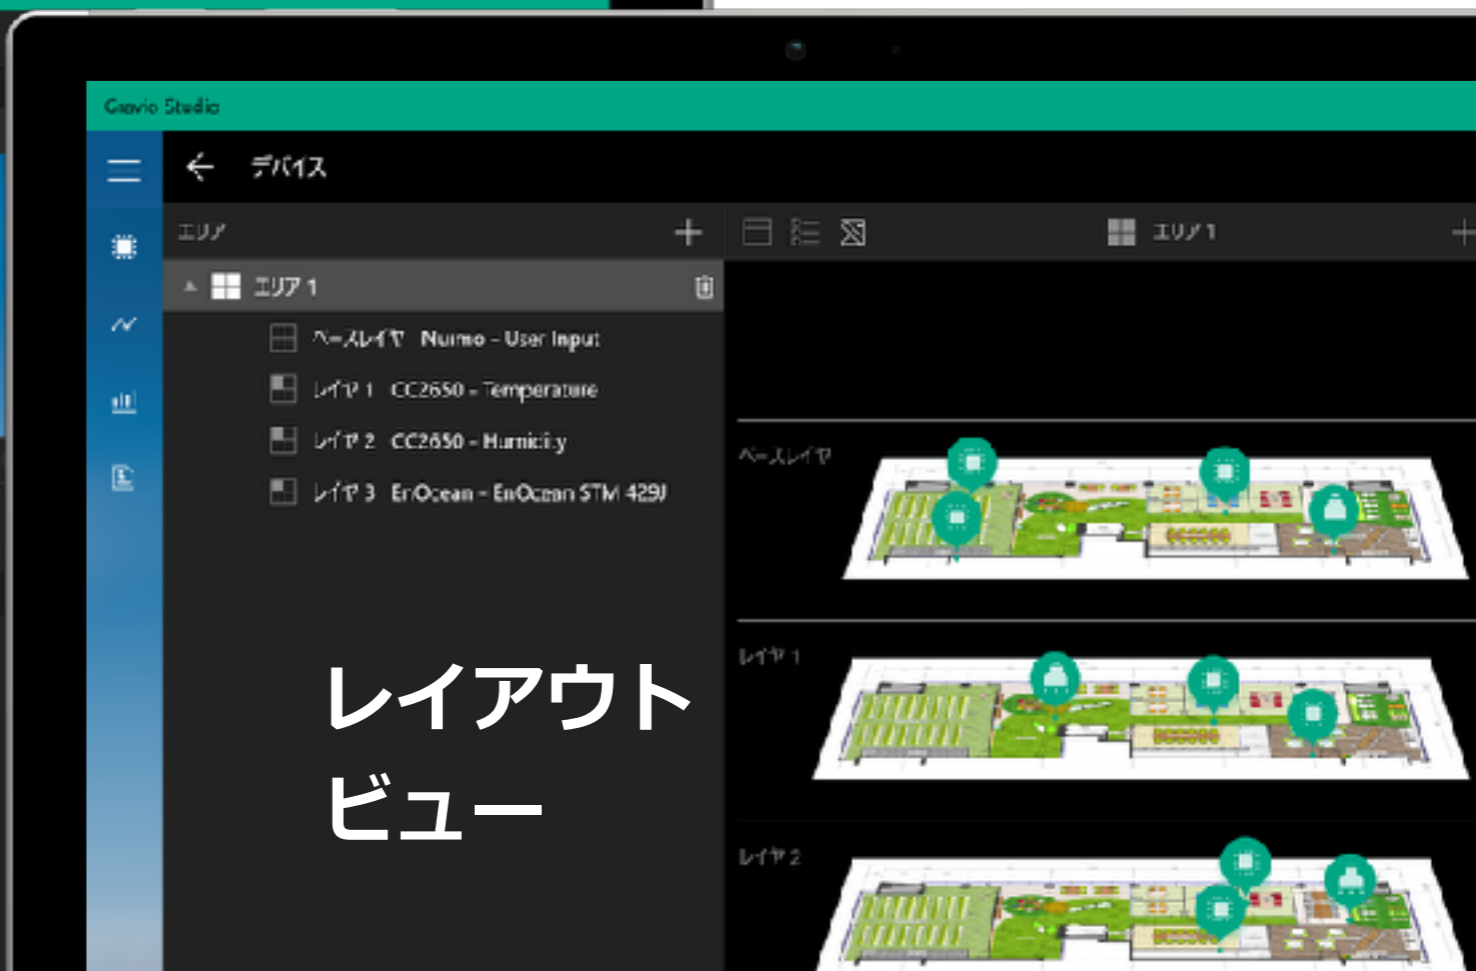 Gravio Studio
デバイス
エリア
エリア 1
エリア 1
ベースレイヤ Nuimo - User Input
レイヤ 1 CC2650 - Temperature
レイヤ 2 CC2650 - Humidity
レイヤ 3 EnOcean - EnOcean STM 429J
レイアウト
ビュー
ベースレイヤ
レイヤ 1
レイヤ 2